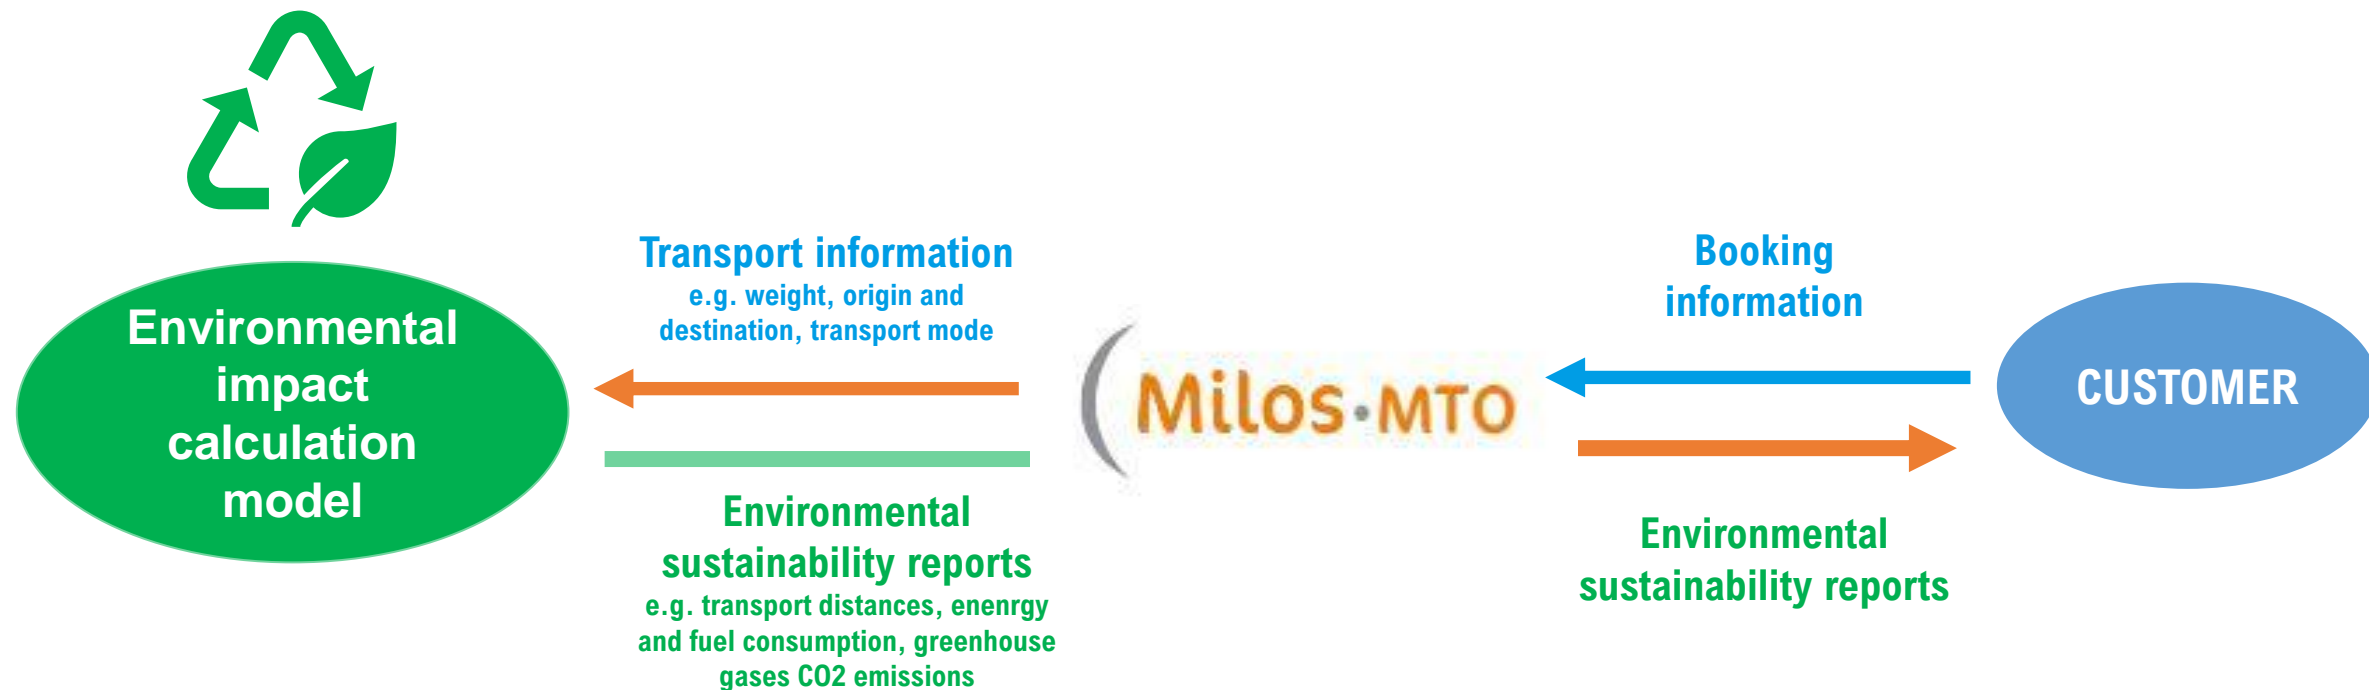 Environmental
impact
calculation
model
Transport information
e.g. weight, origin and
destination, transport mode
Environmental
sustainability reports
e.g. transport distances, enenrgy
and fuel consumption, greenhouse
gases CO2 emissions
Milos·MTO
Booking
information
Environmental
sustainability reports
CUSTOMER